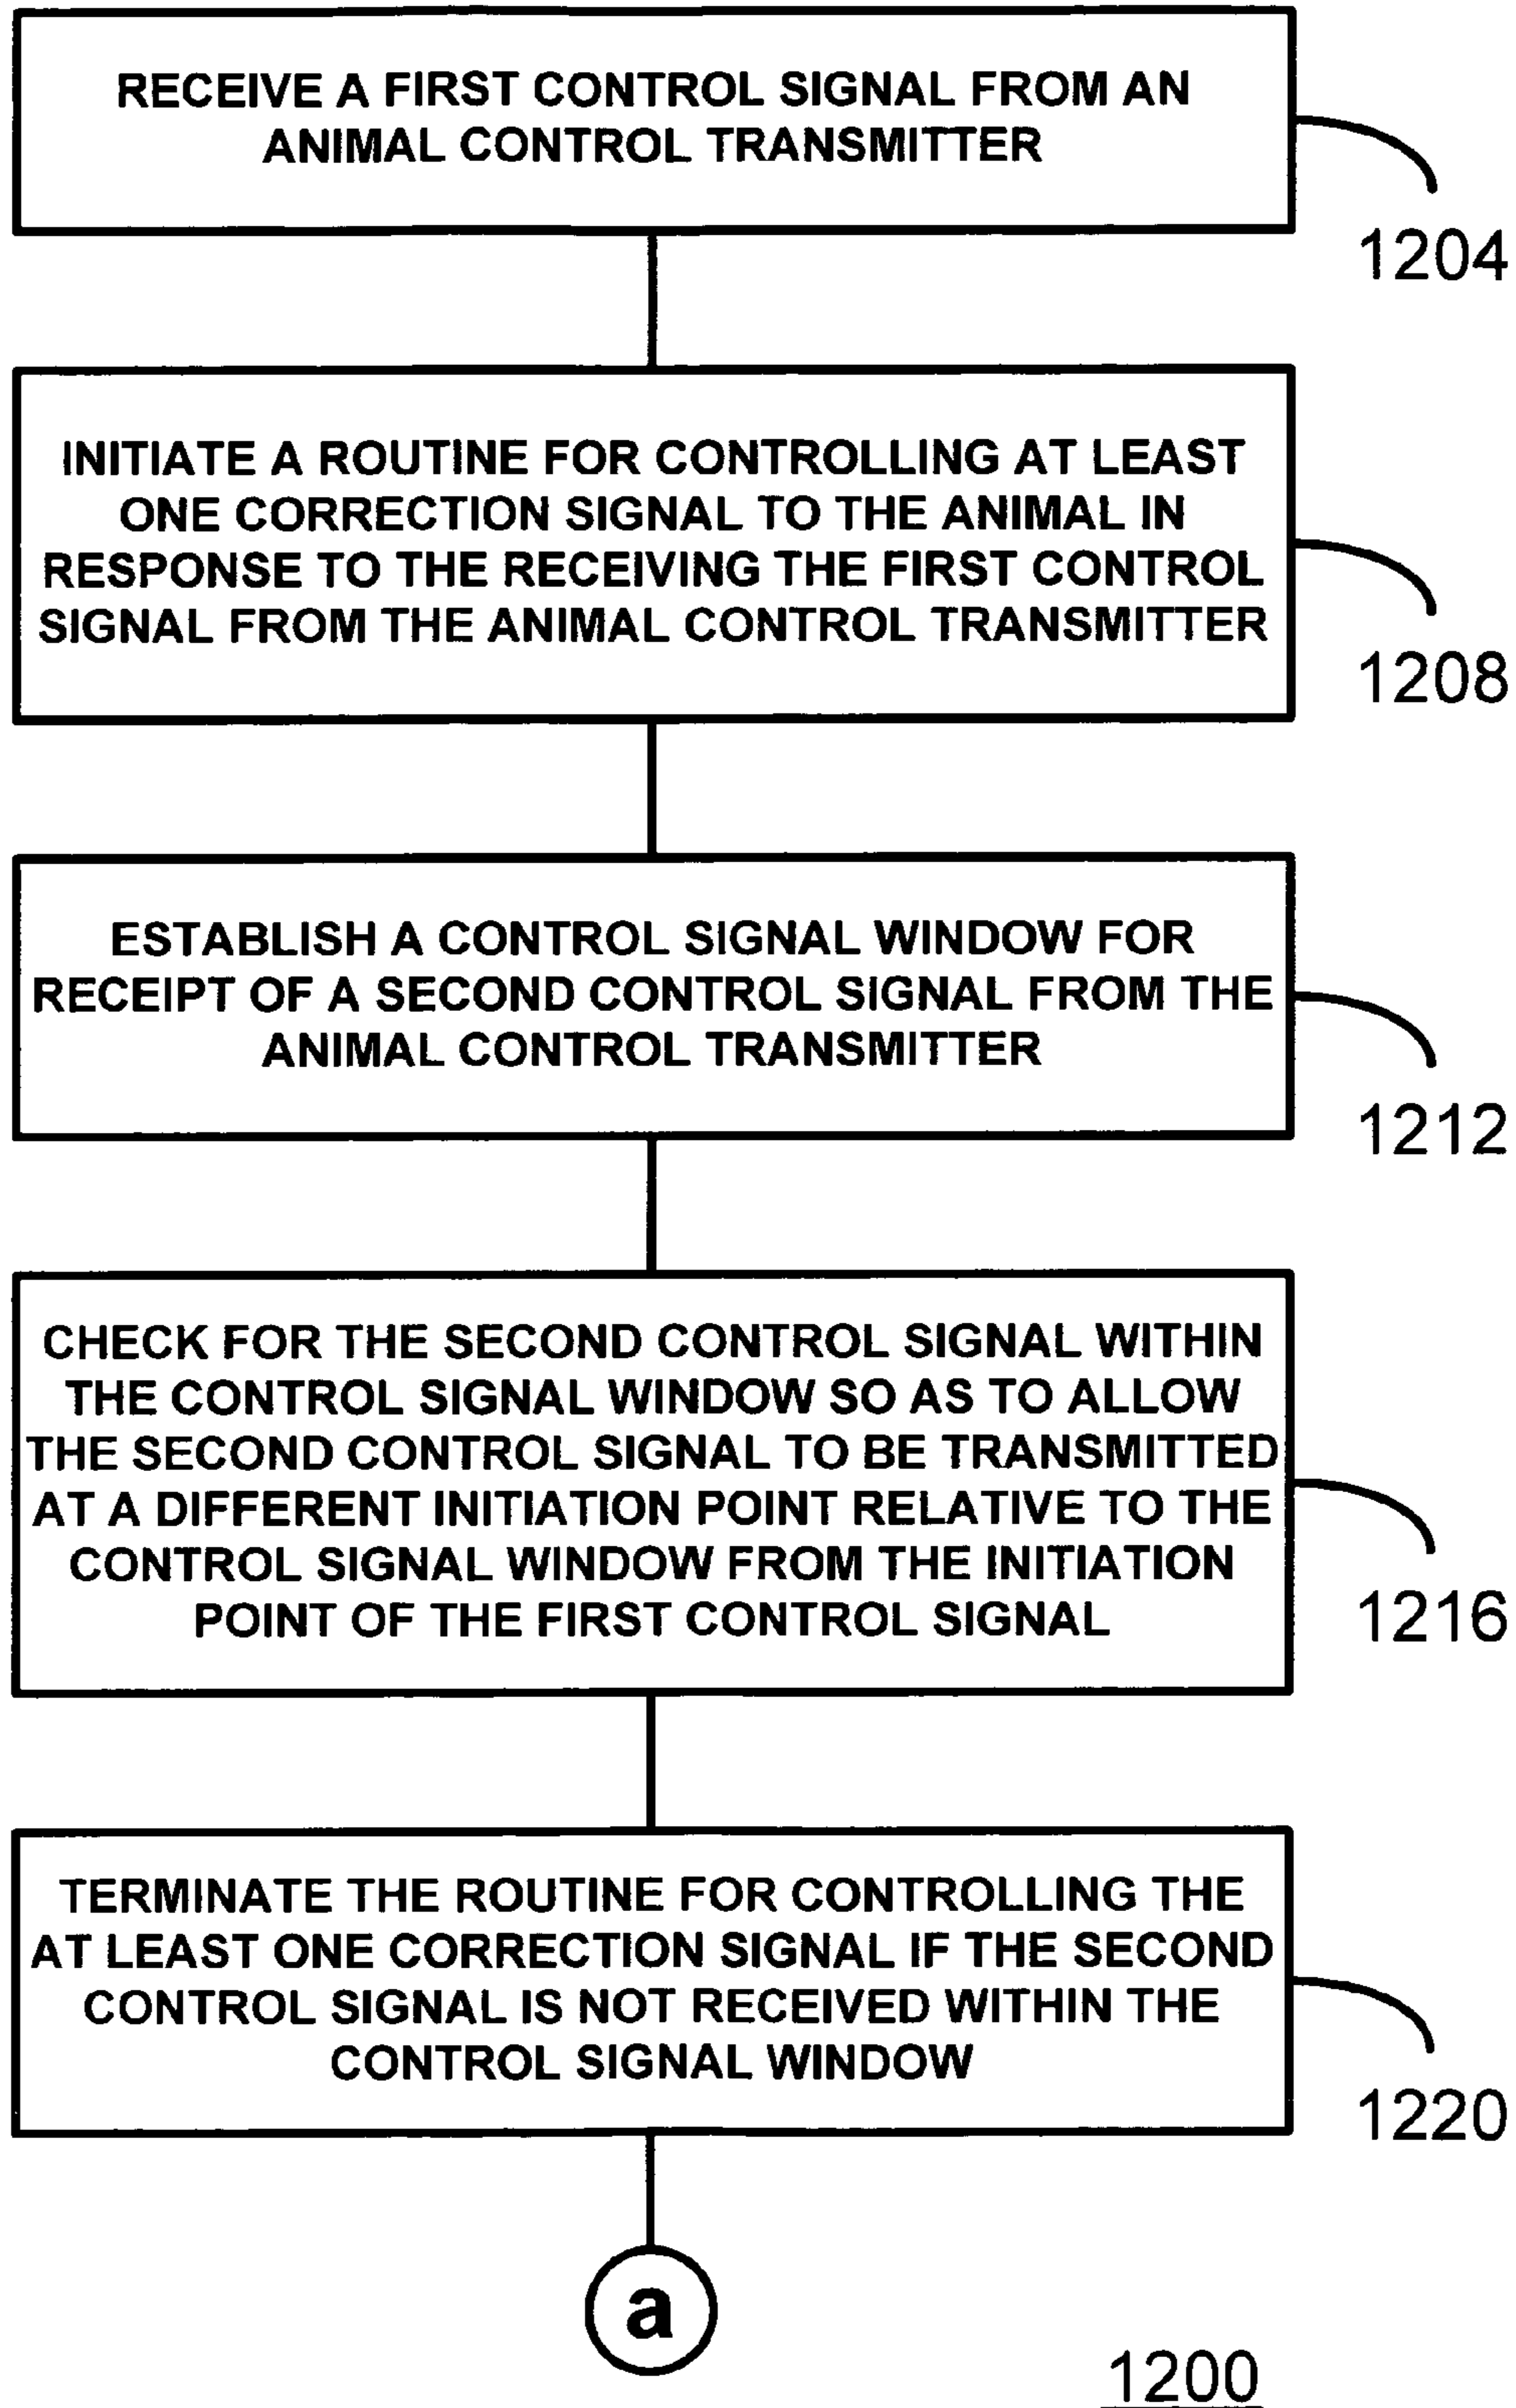 RECEIVE A FIRST CONTROL SIGNAL FROM AN
ANIMAL CONTROL TRANSMITTER
1204
INITIATE A ROUTINE FOR CONTROLLING AT LEAST
ONE CORRECTION SIGNAL TO THE ANIMAL IN
RESPONSE TO THE RECEIVING THE FIRST CONTROL
SIGNAL FROM THE ANIMAL CONTROL TRANSMITTER
1208
ESTABLISH A CONTROL SIGNAL WINDOW FOR
RECEIPT OF A SECOND CONTROL SIGNAL FROM THE
ANIMAL CONTROL TRANSMITTER
1212
CHECK FOR THE SECOND CONTROL SIGNAL WITHIN
THE CONTROL SIGNAL WINDOW SO AS TO ALLOW
THE SECOND CONTROL SIGNAL TO BE TRANSMITTED
AT A DIFFERENT INITIATION POINT RELATIVE TO THE
CONTROL SIGNAL WINDOW FROM THE INITIATION
POINT OF THE FIRST CONTROL SIGNAL
1216
TERMINATE THE ROUTINE FOR CONTROLLING THE
AT LEAST ONE CORRECTION SIGNAL IF THE SECOND
CONTROL SIGNAL IS NOT RECEIVED WITHIN THE
CONTROL SIGNAL WINDOW
1220
a
1200